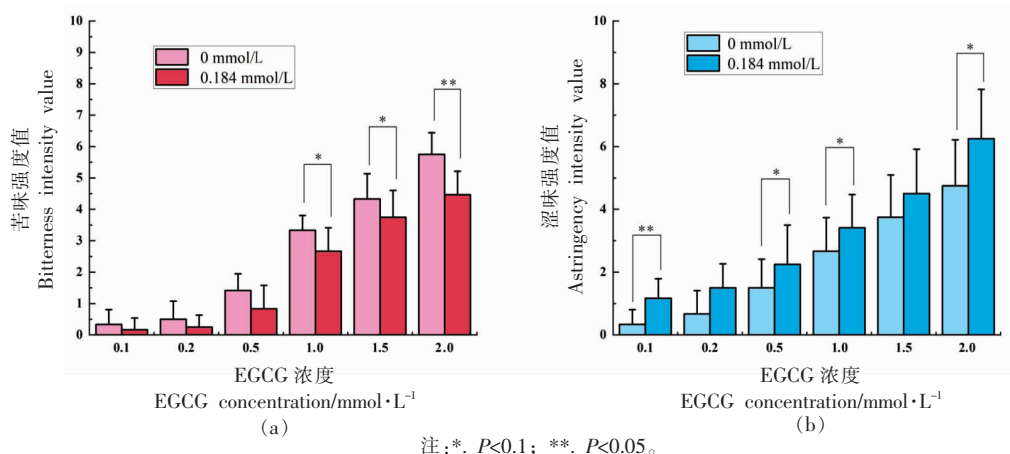 10
9
8
7
6
5
4
3
2
1
0
苦味强度值
Bitterness intensity value
0 mmol/L
0.184 mmol/L
*
*
**
0.1 0.2 0.5 1.0 1.5 2.0
EGCG 浓度
EGCG concentration/mmol·L⁻¹
(a)
10
8
6
4
2
0
涩味强度值
Astringency intensity value
0 mmol/L
0.184 mmol/L
**
*
*
*
0.1 0.2 0.5 1.0 1.5 2.0
EGCG 浓度
EGCG concentration/mmol·L⁻¹
(b)
注:*. P<0.1; **. P<0.05。